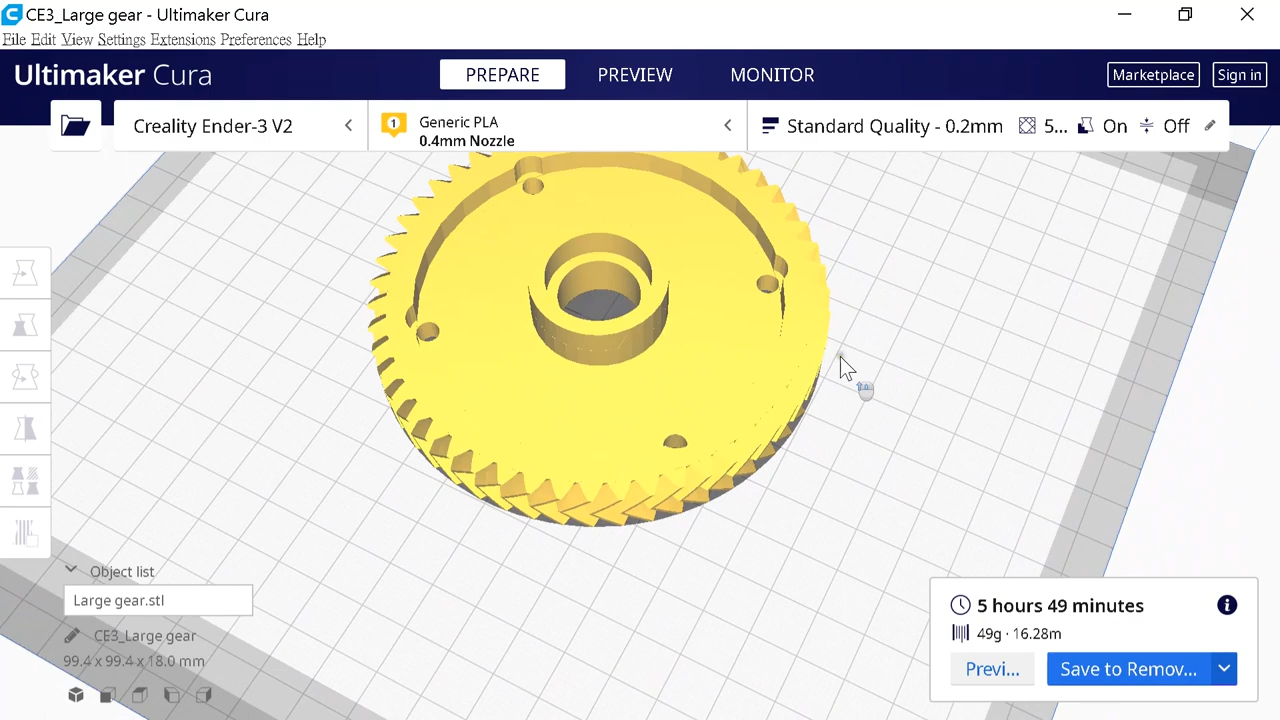 CE3_Large gear - Ultimaker Cura
File Edit View Settings Extensions Preferences Help
Ultimaker Cura
PREPARE
PREVIEW
MONITOR
Marketplace
Sign in
Creality Ender-3 V2
1
Generic PLA
0.4mm Nozzle
Standard Quality - 0.2mm
5...
On
Off
Object list
Large gear.stl
CE3_Large gear
99.4 x 99.4 x 18.0 mm
5 hours 49 minutes
49g · 16.28m
Previ...
Save to Remov...